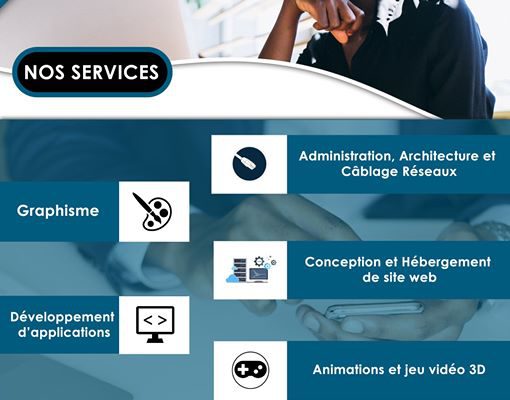 NOS SERVICES
Administration, Architecture et
Câblage Réseaux
Graphisme
Conception et Hébergement
de site web
Développement
d'applications
Animations et jeu vidéo 3D